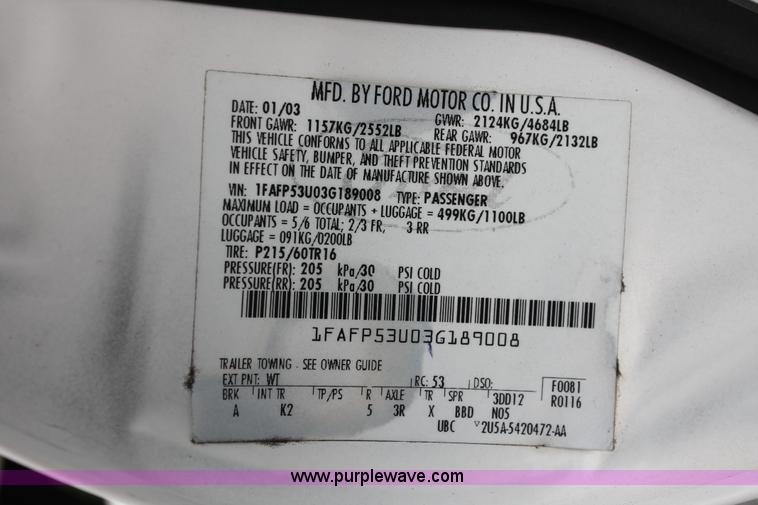 MFD. BY FORD MOTOR CO. IN U.S.A.
DATE: 01/03 GVWR: 2124KG/4684LB
FRONT GAWR: 1157KG/2552LB REAR GAWR: 967KG/2132LB
THIS VEHICLE CONFORMS TO ALL APPLICABLE FEDERAL MOTOR
VEHICLE SAFETY, BUMPER, AND THEFT PREVENTION STANDARDS
IN EFFECT ON THE DATE OF MANUFACTURE SHOWN ABOVE.
VIN: 1FAFP53U03G189008 TYPE: PASSENGER
MAXIMUM LOAD = OCCUPANTS + LUGGAGE = 499KG/1100LB
OCCUPANTS = 5/6 TOTAL; 2/3 FR, 3 RR
LUGGAGE = 091KG/0200LB
TIRE: P215/60TR16
PRESSURE(FR): 205 kPa/30 PSI COLD
PRESSURE(RR): 205 kPa/30 PSI COLD
1FAFP53U03G189008
TRAILER TOWING - SEE OWNER GUIDE
EXT PNT: WT RC: 53 DSO: F0081
BRK INT TR TP/PS R AXLE TR SPR 3DD12 R0116
A K2 5 3R X BBD N05
UBC ▽2U5A-5420472-AA
www.purplewave.com